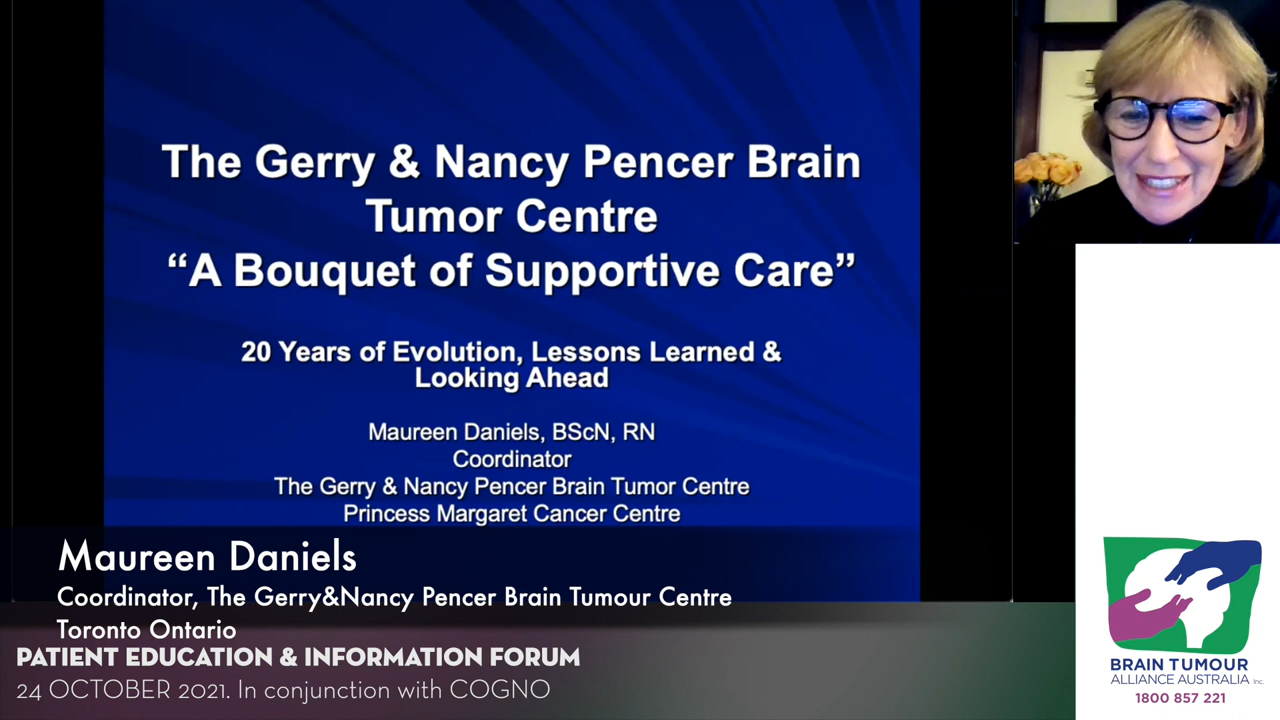 The Gerry & Nancy Pencer Brain
Tumor Centre
“A Bouquet of Supportive Care”
20 Years of Evolution, Lessons Learned &
Looking Ahead
Maureen Daniels, BScN, RN
Coordinator
The Gerry & Nancy Pencer Brain Tumor Centre
Princess Margaret Cancer Centre
Maureen Daniels
Coordinator, The Gerry&Nancy Pencer Brain Tumour Centre
Toronto Ontario
PATIENT EDUCATION & INFORMATION FORUM
24 OCTOBER 2021. In conjunction with COGNO
BRAIN TUMOUR
ALLIANCE AUSTRALIA Inc.
1800 857 221